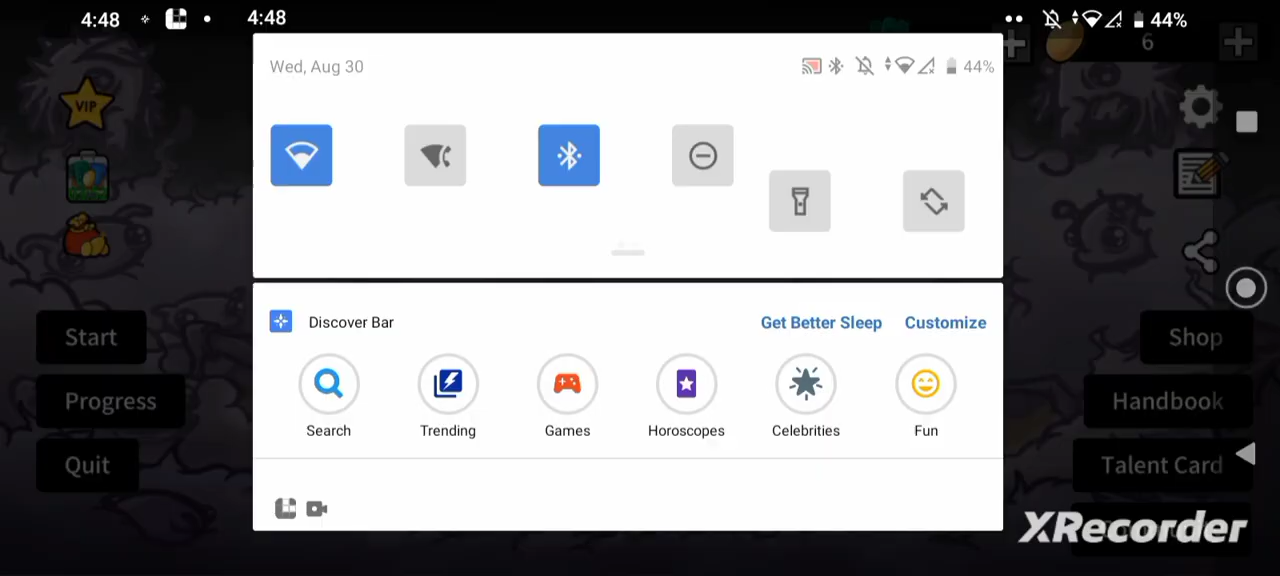 4:48
4:48
44%
6
Wed, Aug 30
44%
VIP
Discover Bar
Get Better Sleep
Customize
Search
Trending
Games
Horoscopes
Celebrities
Fun
Start
Progress
Quit
Shop
Handbook
Talent Card
XRecorder